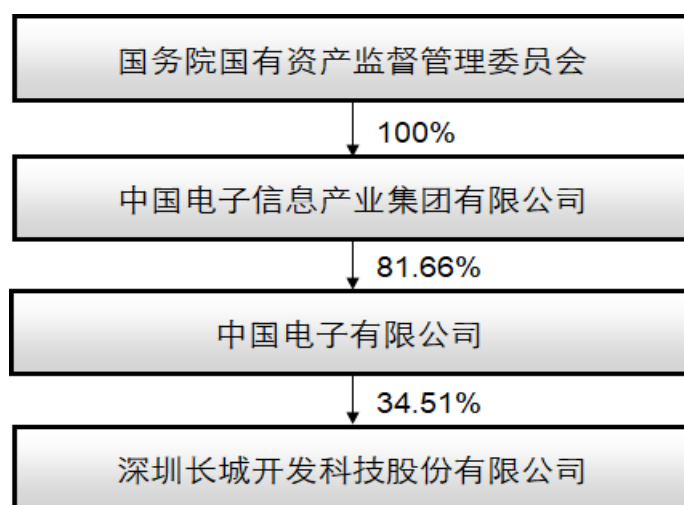 国务院国有资产监督管理委员会
100%
中国电子信息产业集团有限公司
81.66%
中国电子有限公司
34.51%
深圳长城开发科技股份有限公司